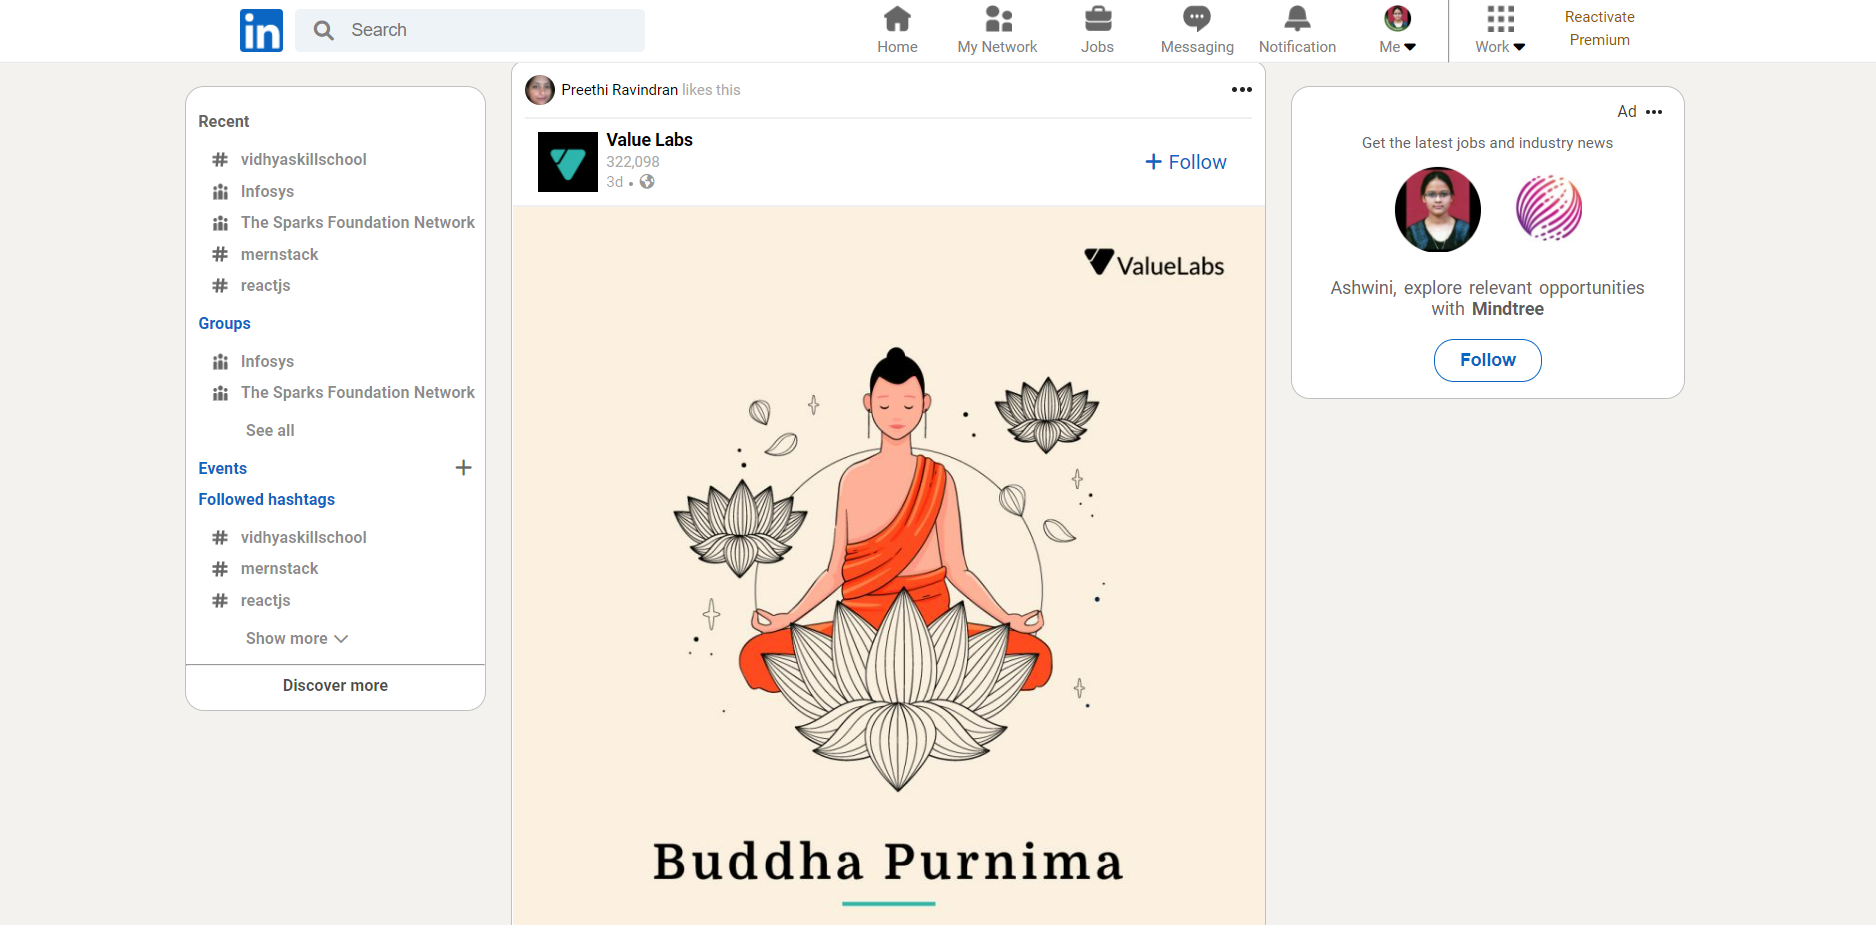 in
Search
Home
My Network
Jobs
Messaging
Notification
Me
Work
Reactivate
Premium
Recent
# vidhyaskillschool
Infosys
The Sparks Foundation Network
# mernstack
# reactjs
Groups
Infosys
The Sparks Foundation Network
See all
Events +
Followed hashtags
# vidhyaskillschool
# mernstack
# reactjs
Show more
Discover more
Preethi Ravindran likes this
Value Labs
322,098
3d •
+ Follow
ValueLabs
Buddha Purnima
Ad
Get the latest jobs and industry news
Ashwini, explore relevant opportunities
with Mindtree
Follow